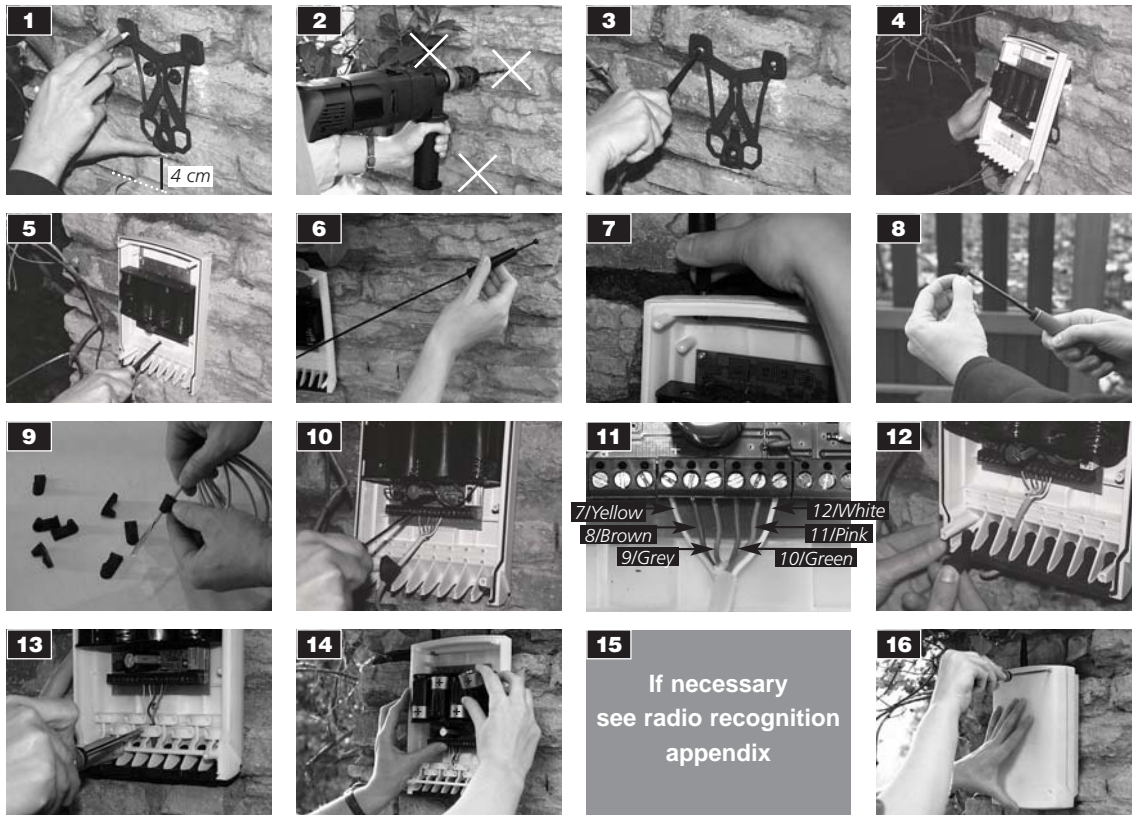 1
2
3
4
4 cm
5
6
7
8
9
10
11
7/Yellow
8/Brown
9/Grey
12/White
11/Pink
10/Green
12
13
14
15
If necessary
see radio recognition
appendix
16